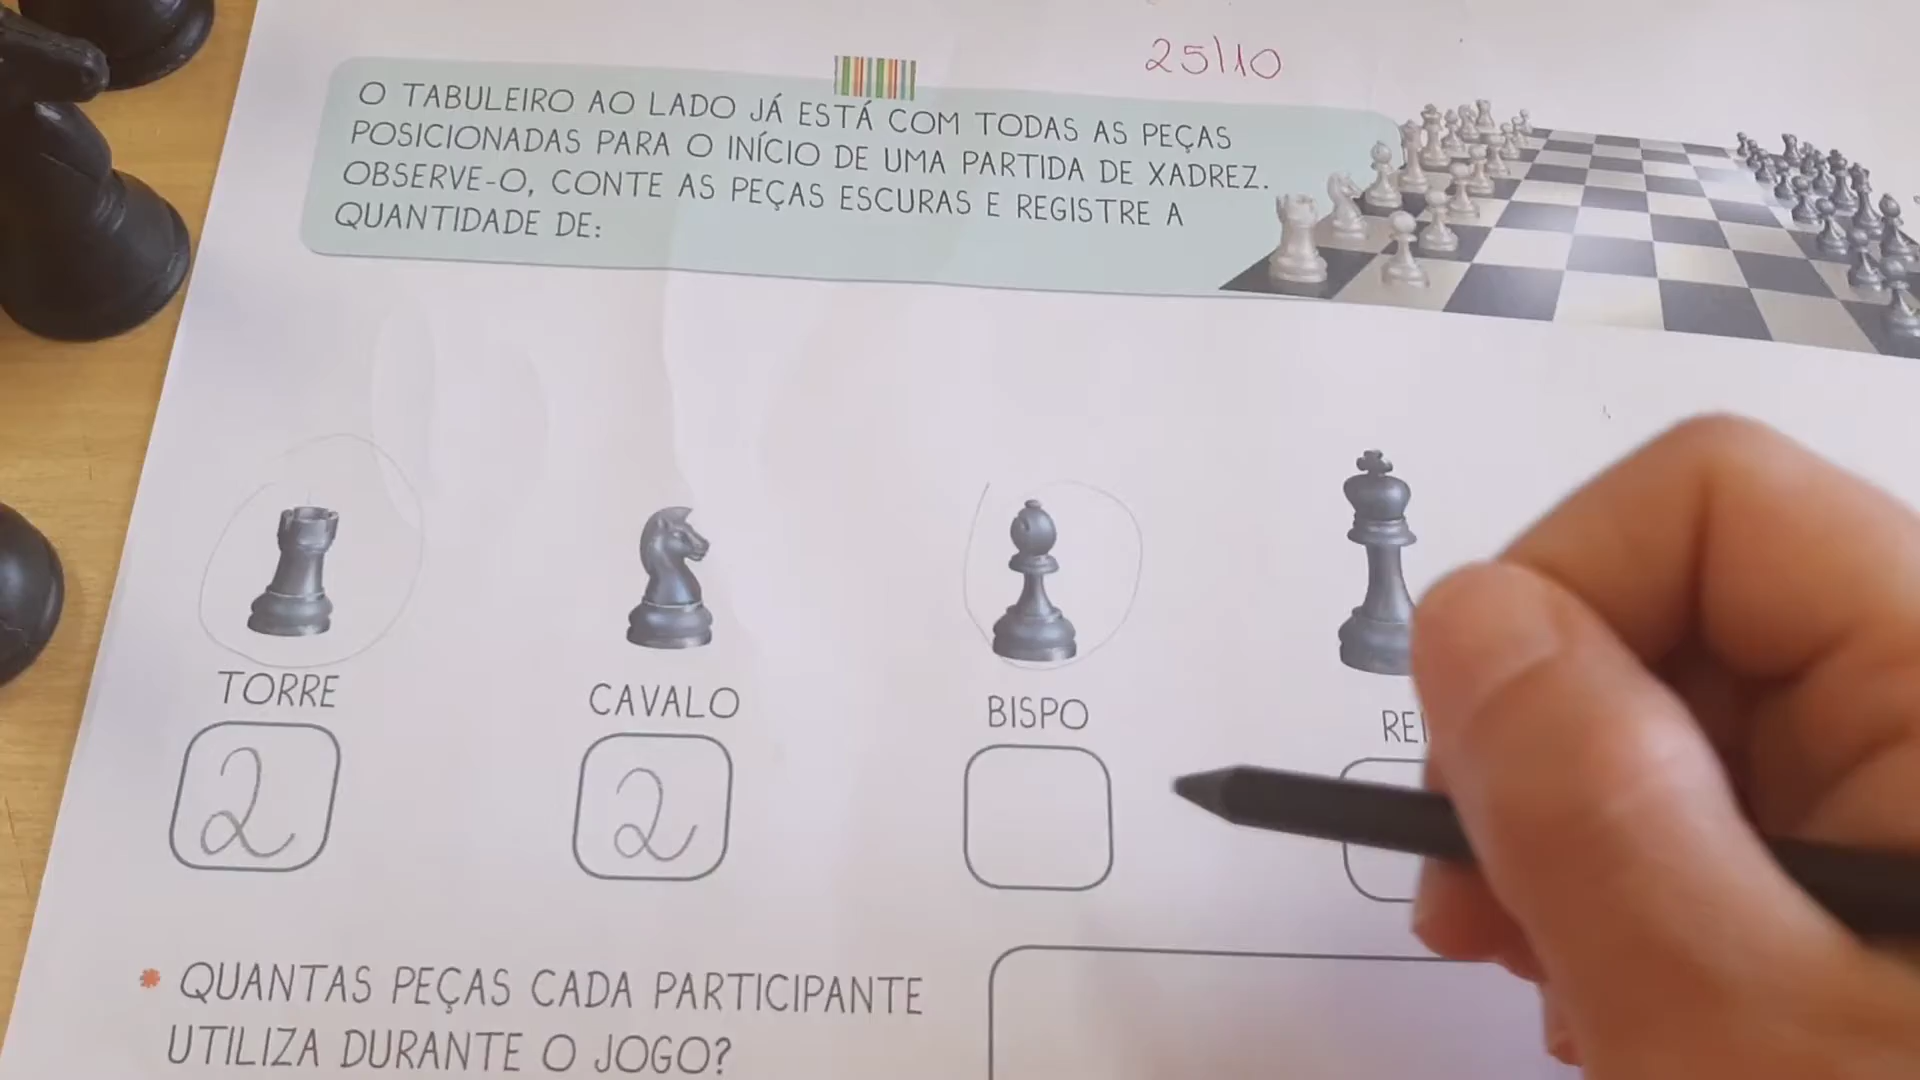 25\10
O TABULEIRO AO LADO JÁ ESTÁ COM TODAS AS PEÇAS
POSICIONADAS PARA O INÍCIO DE UMA PARTIDA DE XADREZ.
OBSERVE-O, CONTE AS PEÇAS ESCURAS E REGISTRE A
QUANTIDADE DE:
TORRE
CAVALO
BISPO
REI
2
2
* QUANTAS PEÇAS CADA PARTICIPANTE
UTILIZA DURANTE O JOGO?